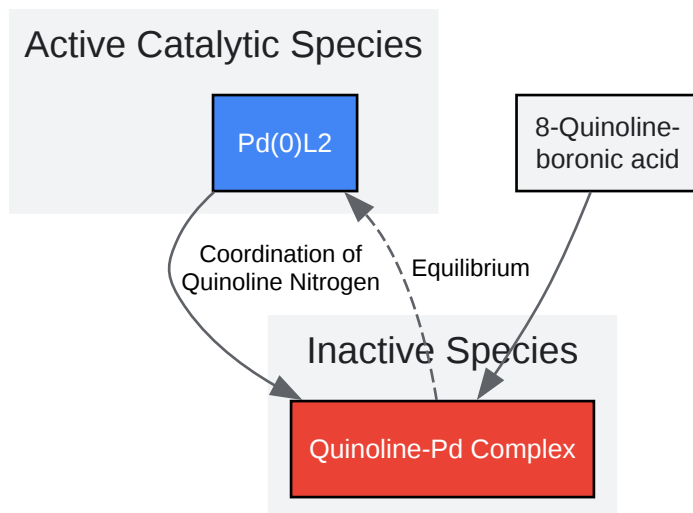 Active Catalytic Species
Pd(0)L2
8-Quinoline-
boronic acid
Coordination of
Quinoline Nitrogen
Equilibrium
Inactive Species
Quinoline-Pd Complex